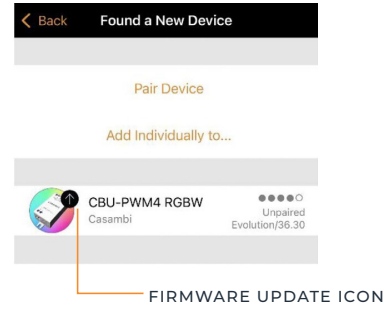 Back Found a New Device
Pair Device
Add Individually to...
CBU-PWM4 RGBW
Casambi
Unpaired
Evolution/36.30
FIRMWARE UPDATE ICON